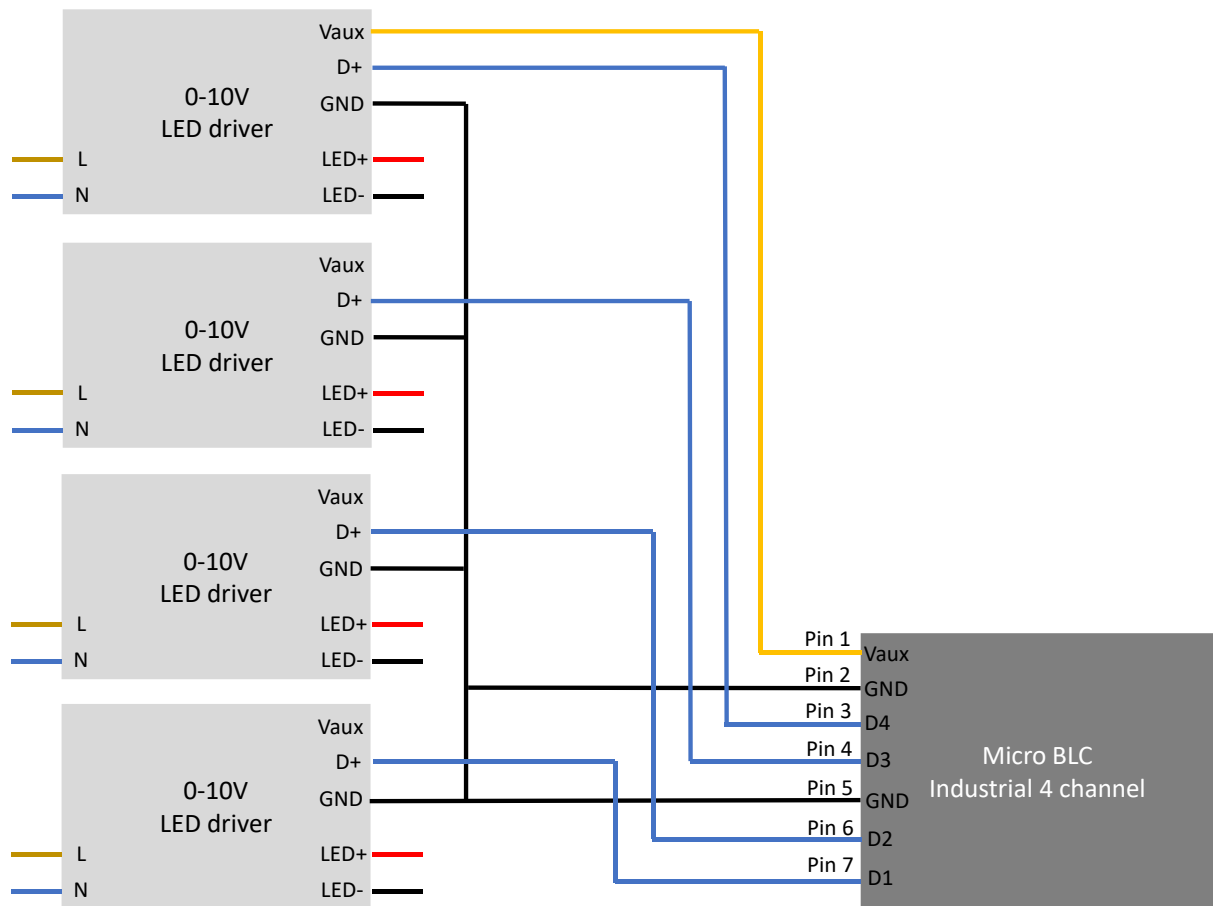 Vaux
D+
0-10V
LED driver
GND
L
LED+
N
LED-
Vaux
D+
0-10V
LED driver
GND
L
LED+
N
LED-
Vaux
D+
0-10V
LED driver
GND
L
LED+
N
LED-
Vaux
D+
0-10V
LED driver
GND
L
LED+
N
LED-
Pin 1
Vaux
Pin 2
GND
Pin 3
D4
Pin 4
D3
Pin 5
GND
Pin 6
D2
Pin 7
D1
Micro BLC
Industrial 4 channel